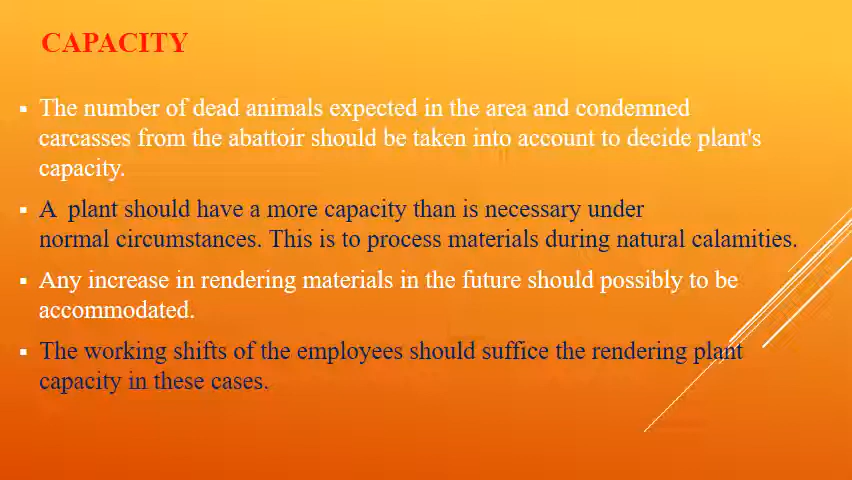 CAPACITY
▪ The number of dead animals expected in the area and condemned
carcasses from the abattoir should be taken into account to decide plant's
capacity.
▪ A  plant should have a more capacity than is necessary under
normal circumstances. This is to process materials during natural calamities.
▪ Any increase in rendering materials in the future should possibly to be
accommodated.
▪ The working shifts of the employees should suffice the rendering plant
capacity in these cases.